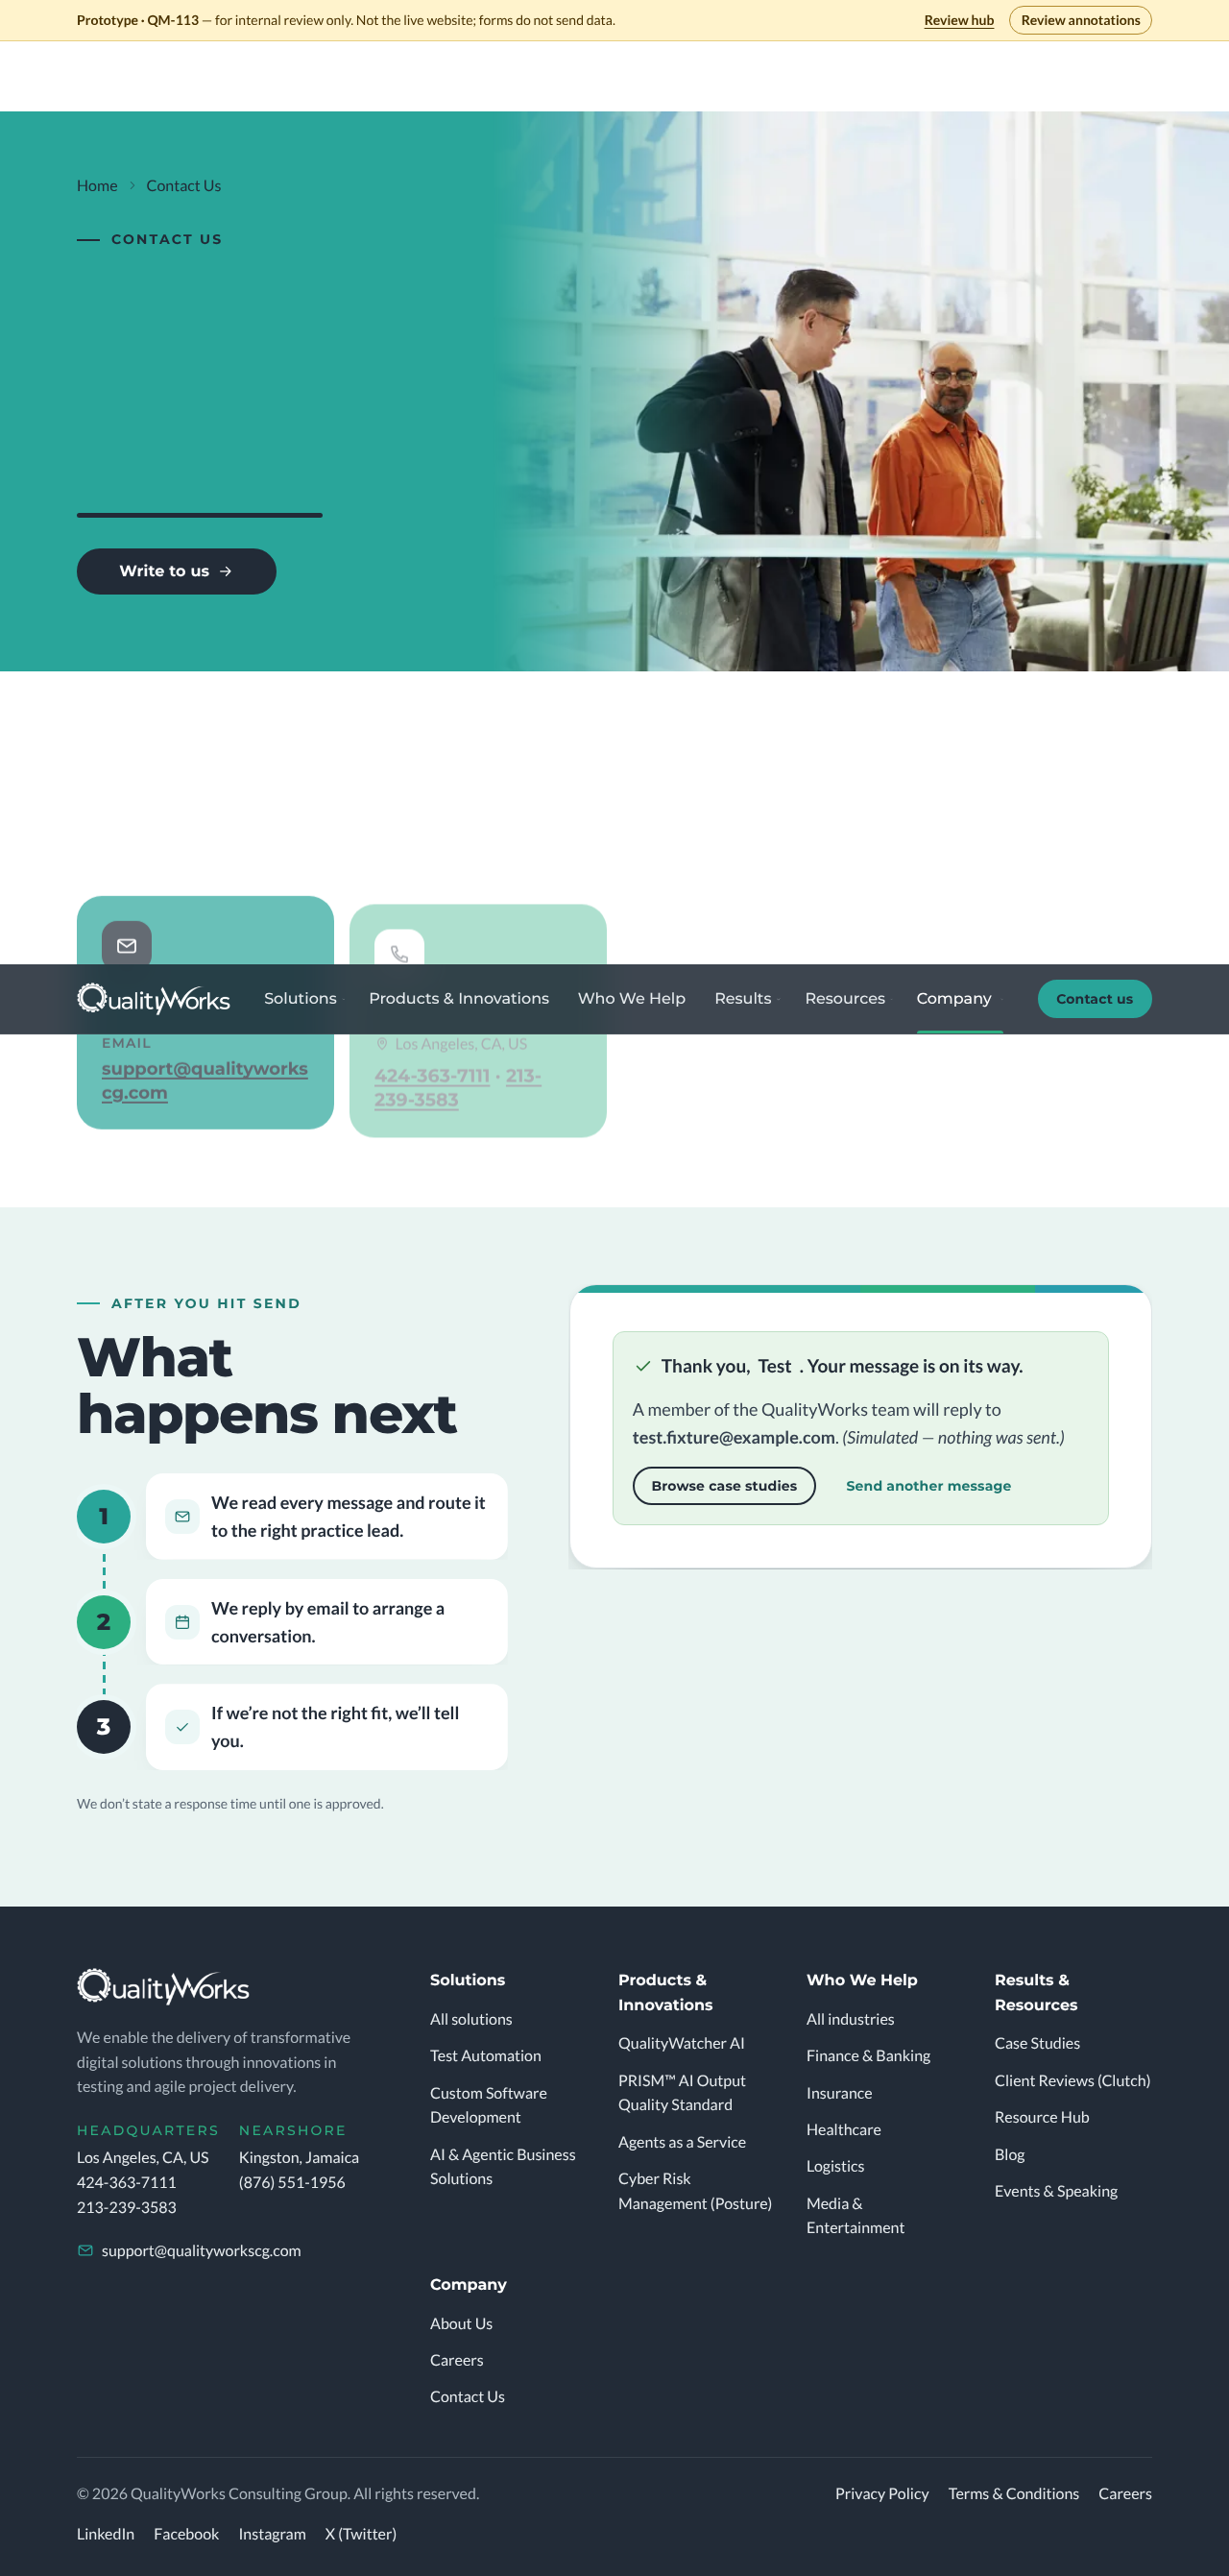 Prototype · QM-113 — for internal review only. Not the live website; forms do not send data.
Review hub
Review annotations
Home > Contact Us
CONTACT US
Write to us →
QualityWorks
Solutions
Products & Innovations
Who We Help
Results
Resources
Company
Contact us
EMAIL
support@qualityworks
cg.com
Los Angeles, CA, US
424-363-7111 · 213-
239-3583
AFTER YOU HIT SEND
What
happens next
1
We read every message and route it
to the right practice lead.
2
We reply by email to arrange a
conversation.
3
If we’re not the right fit, we’ll tell
you.
We don’t state a response time until one is approved.
Thank you, Test . Your message is on its way.
A member of the QualityWorks team will reply to
test.fixture@example.com. (Simulated — nothing was sent.)
Browse case studies
Send another message
QualityWorks
We enable the delivery of transformative
digital solutions through innovations in
testing and agile project delivery.
HEADQUARTERS
Los Angeles, CA, US
424-363-7111
213-239-3583
NEARSHORE
Kingston, Jamaica
(876) 551-1956
support@qualityworkscg.com
Solutions
All solutions
Test Automation
Custom Software
Development
AI & Agentic Business
Solutions
Products &
Innovations
QualityWatcher AI
PRISM™ AI Output
Quality Standard
Agents as a Service
Cyber Risk
Management (Posture)
Who We Help
All industries
Finance & Banking
Insurance
Healthcare
Logistics
Media &
Entertainment
Results &
Resources
Case Studies
Client Reviews (Clutch)
Resource Hub
Blog
Events & Speaking
Company
About Us
Careers
Contact Us
© 2026 QualityWorks Consulting Group. All rights reserved.
Privacy Policy
Terms & Conditions
Careers
LinkedIn
Facebook
Instagram
X (Twitter)